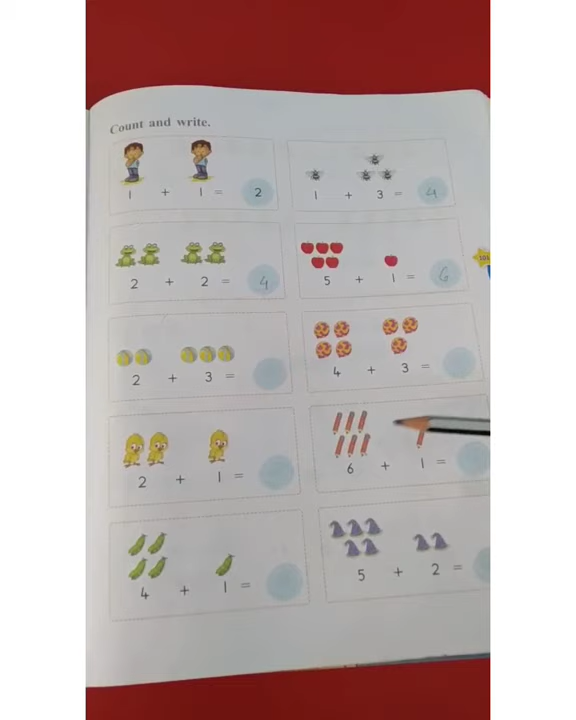 Count and write.
1 + 1 = 2
1 + 3 = 4
2 + 2 = 4
5 + 1 = 6
101
2 + 3 =
4 + 3 =
2 + 1 =
6 + 1 =
4 + 1 =
5 + 2 =